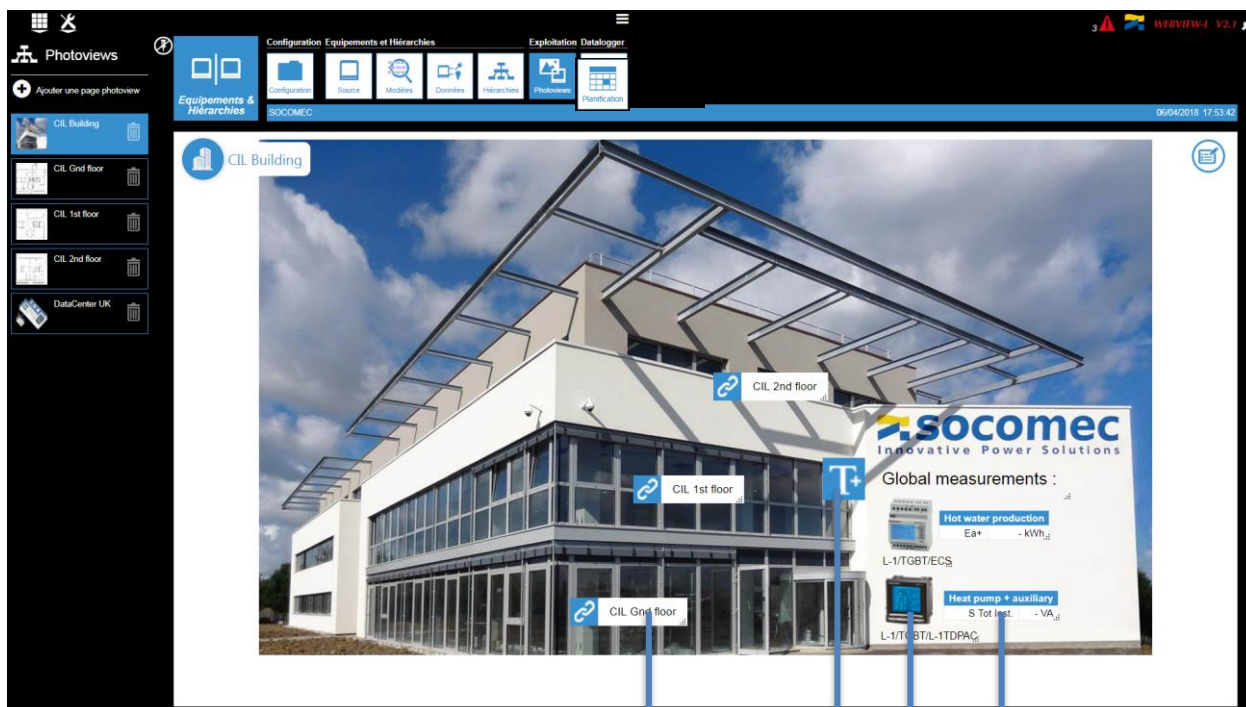 3
WEBVIEW-L V2.1
Photoviews
Ajouter une page photoview
CIL Building
CIL Gnd floor
CIL 1st floor
CIL 2nd floor
DataCenter UK
Equipements &
Hiérarchies
Configuration Equipements et Hiérarchies Exploitation Datalogger
Configuration Source Modèles Données Hiérarchies Photoviews Planification
SOCOMEC 06/04/2018 17:53:42
CIL Building
CIL 2nd floor
CIL 1st floor
CIL Gnd floor
socomec
Innovative Power Solutions
T+
Global measurements :
Hot water production
Ea+ - kWh
L-1/TGBT/ECS
Heat pump + auxiliary
S Tot Inst. - VA
L-1/TGBT/L-1TDPAC